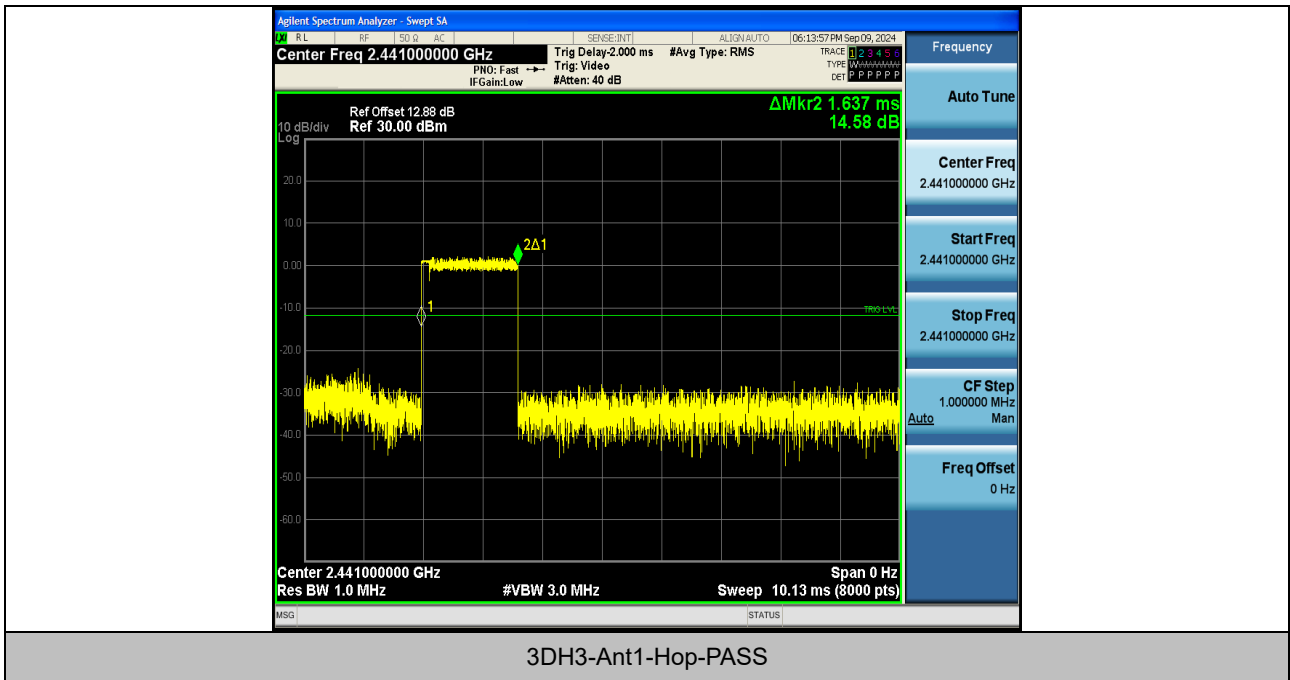 Agilent Spectrum Analyzer - Swept SA
RL RF 50 Ω AC SENSE:INT ALIGN AUTO 06:13:57 PM Sep 09, 2024
Center Freq 2.441000000 GHz
PNO: Fast
IFGain:Low
Trig Delay-2.000 ms
Trig: Video
#Atten: 40 dB
#Avg Type: RMS
TRACE 1 2 3 4 5 6
TYPE
DET P P P P P P
ΔMkr2 1.637 ms
14.58 dB
Ref Offset 12.88 dB
10 dB/div Ref 30.00 dBm
Log
20.0
10.0
0.00
-10.0
-20.0
-30.0
-40.0
-50.0
-60.0
2Δ1
1
TRIG LVL
Center 2.441000000 GHz Span 0 Hz
Res BW 1.0 MHz #VBW 3.0 MHz Sweep 10.13 ms (8000 pts)
MSG STATUS
Frequency
Auto Tune
Center Freq
2.441000000 GHz
Start Freq
2.441000000 GHz
Stop Freq
2.441000000 GHz
CF Step
1.000000 MHz
Auto Man
Freq Offset
0 Hz
3DH3-Ant1-Hop-PASS